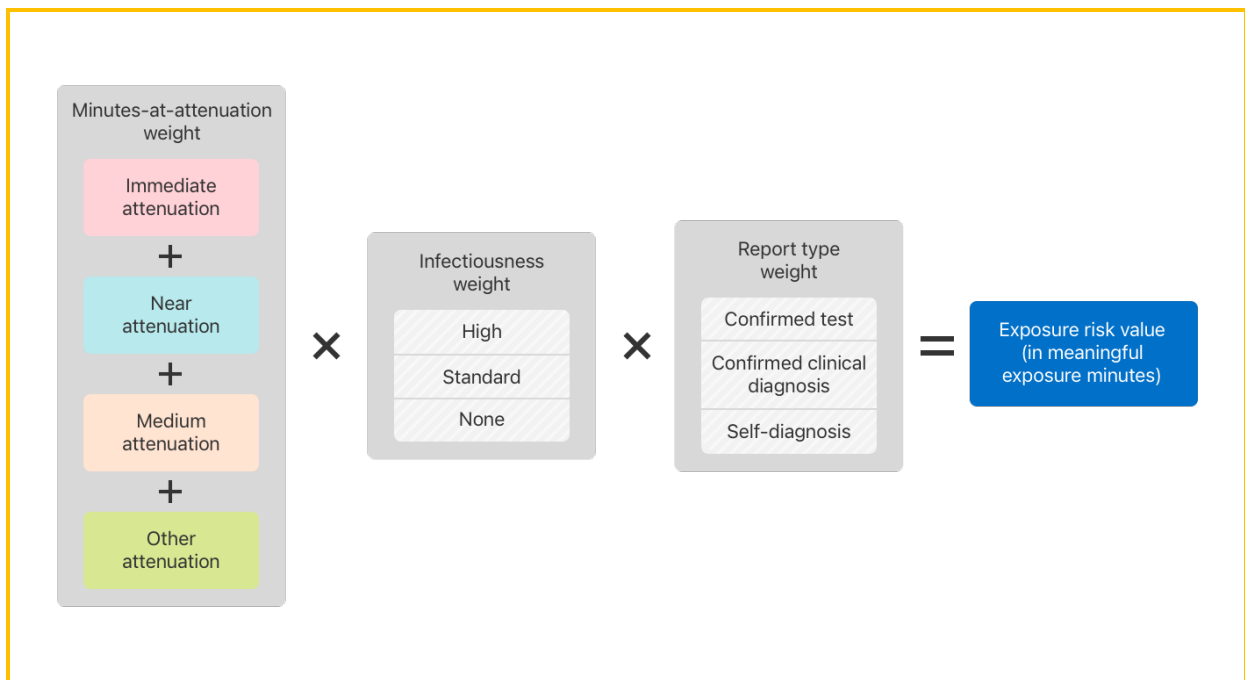 Minutes-at-attenuation
weight
Immediate
attenuation
+
Near
attenuation
+
Medium
attenuation
+
Other
attenuation
×
Infectiousness
weight
High
Standard
None
×
Report type
weight
Confirmed test
Confirmed clinical
diagnosis
Self-diagnosis
=
Exposure risk value
(in meaningful
exposure minutes)